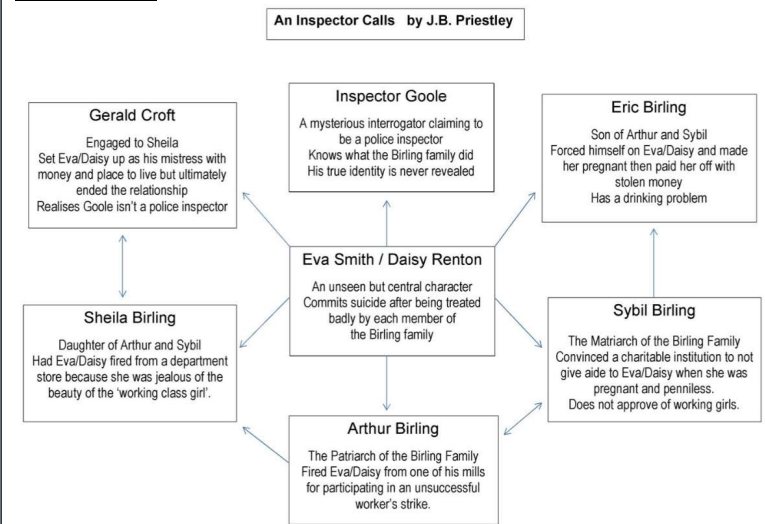 An Inspector Calls by J.B. Priestley
Gerald Croft
Engaged to Sheila
Set Eva/Daisy up as his mistress with
money and place to live but ultimately
ended the relationship
Realises Goole isn't a police inspector
Inspector Goole
A mysterious interrogator claiming to
be a police inspector
Knows what the Birling family did
His true identity is never revealed
Eric Birling
Son of Arthur and Sybil
Forced himself on Eva/Daisy and made
her pregnant then paid her off with
stolen money
Has a drinking problem
Eva Smith / Daisy Renton
An unseen but central character
Commits suicide after being treated
badly by each member of
the Birling family
Sheila Birling
Daughter of Arthur and Sybil
Had Eva/Daisy fired from a department
store because she was jealous of the
beauty of the 'working class girl'.
Sybil Birling
The Matriarch of the Birling Family
Convinced a charitable institution to not
give aide to Eva/Daisy when she was
pregnant and penniless.
Does not approve of working girls.
Arthur Birling
The Patriarch of the Birling Family
Fired Eva/Daisy from one of his mills
for participating in an unsuccessful
worker's strike.